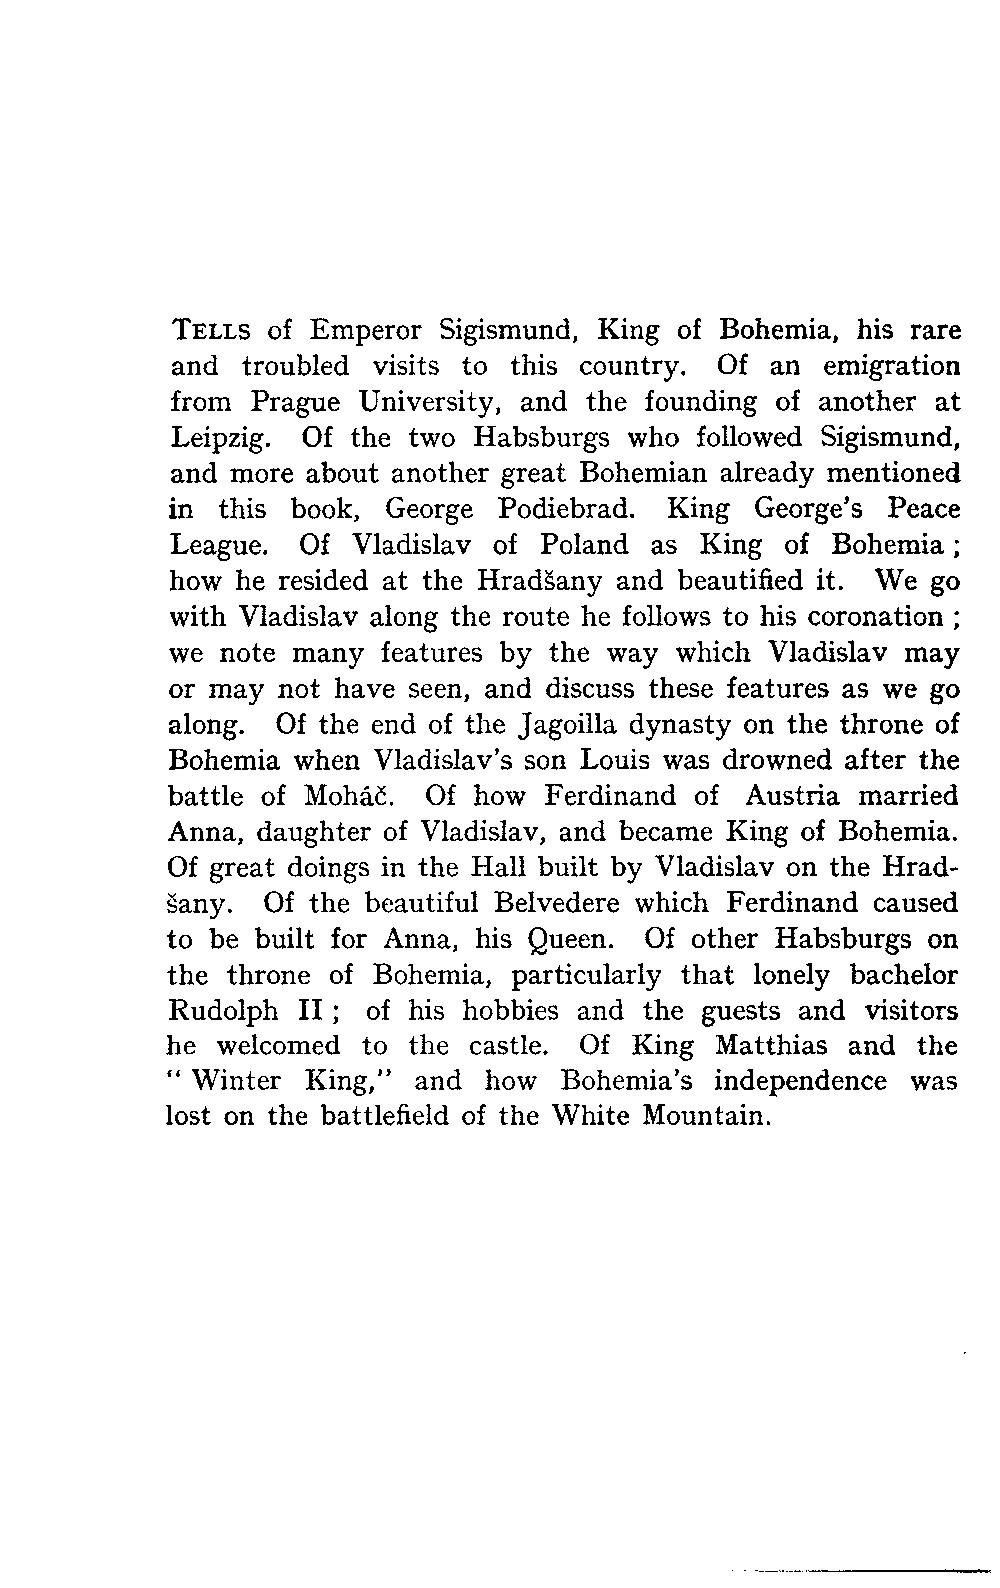 TELLS of Emperor Sigismund, King of Bohemia, his rare
and troubled visits to this country. Of an emigration
from Prague University, and the founding of another at
Leipzig. Of the two Habsburgs who followed Sigismund,
and more about another great Bohemian already mentioned
in this book, George Podiebrad. King George's Peace
League. Of Vladislav of Poland as King of Bohemia ;
how he resided at the Hradšany and beautified it. We go
with Vladislav along the route he follows to his coronation ;
we note many features by the way which Vladislav may
or may not have seen, and discuss these features as we go
along. Of the end of the Jagoilla dynasty on the throne of
Bohemia when Vladislav's son Louis was drowned after the
battle of Moháč. Of how Ferdinand of Austria married
Anna, daughter of Vladislav, and became King of Bohemia.
Of great doings in the Hall built by Vladislav on the Hrad-
šany. Of the beautiful Belvedere which Ferdinand caused
to be built for Anna, his Queen. Of other Habsburgs on
the throne of Bohemia, particularly that lonely bachelor
Rudolph II ; of his hobbies and the guests and visitors
he welcomed to the castle. Of King Matthias and the
“ Winter King,” and how Bohemia's independence was
lost on the battlefield of the White Mountain.